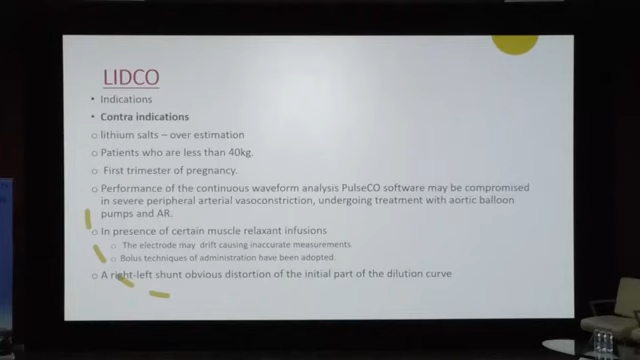 LIDCO
• Indications
• Contra indications
o lithium salts – over estimation
o Patients who are less than 40kg.
o First trimester of pregnancy.
o Performance of the continuous waveform analysis PulseCO software may be compromised
in severe peripheral arterial vasoconstriction, undergoing treatment with aortic balloon
pumps and AR.
o In presence of certain muscle relaxant infusions
o The electrode may drift causing inaccurate measurements.
o Bolus techniques of administration have been adopted.
o A right-left shunt obvious distortion of the initial part of the dilution curve